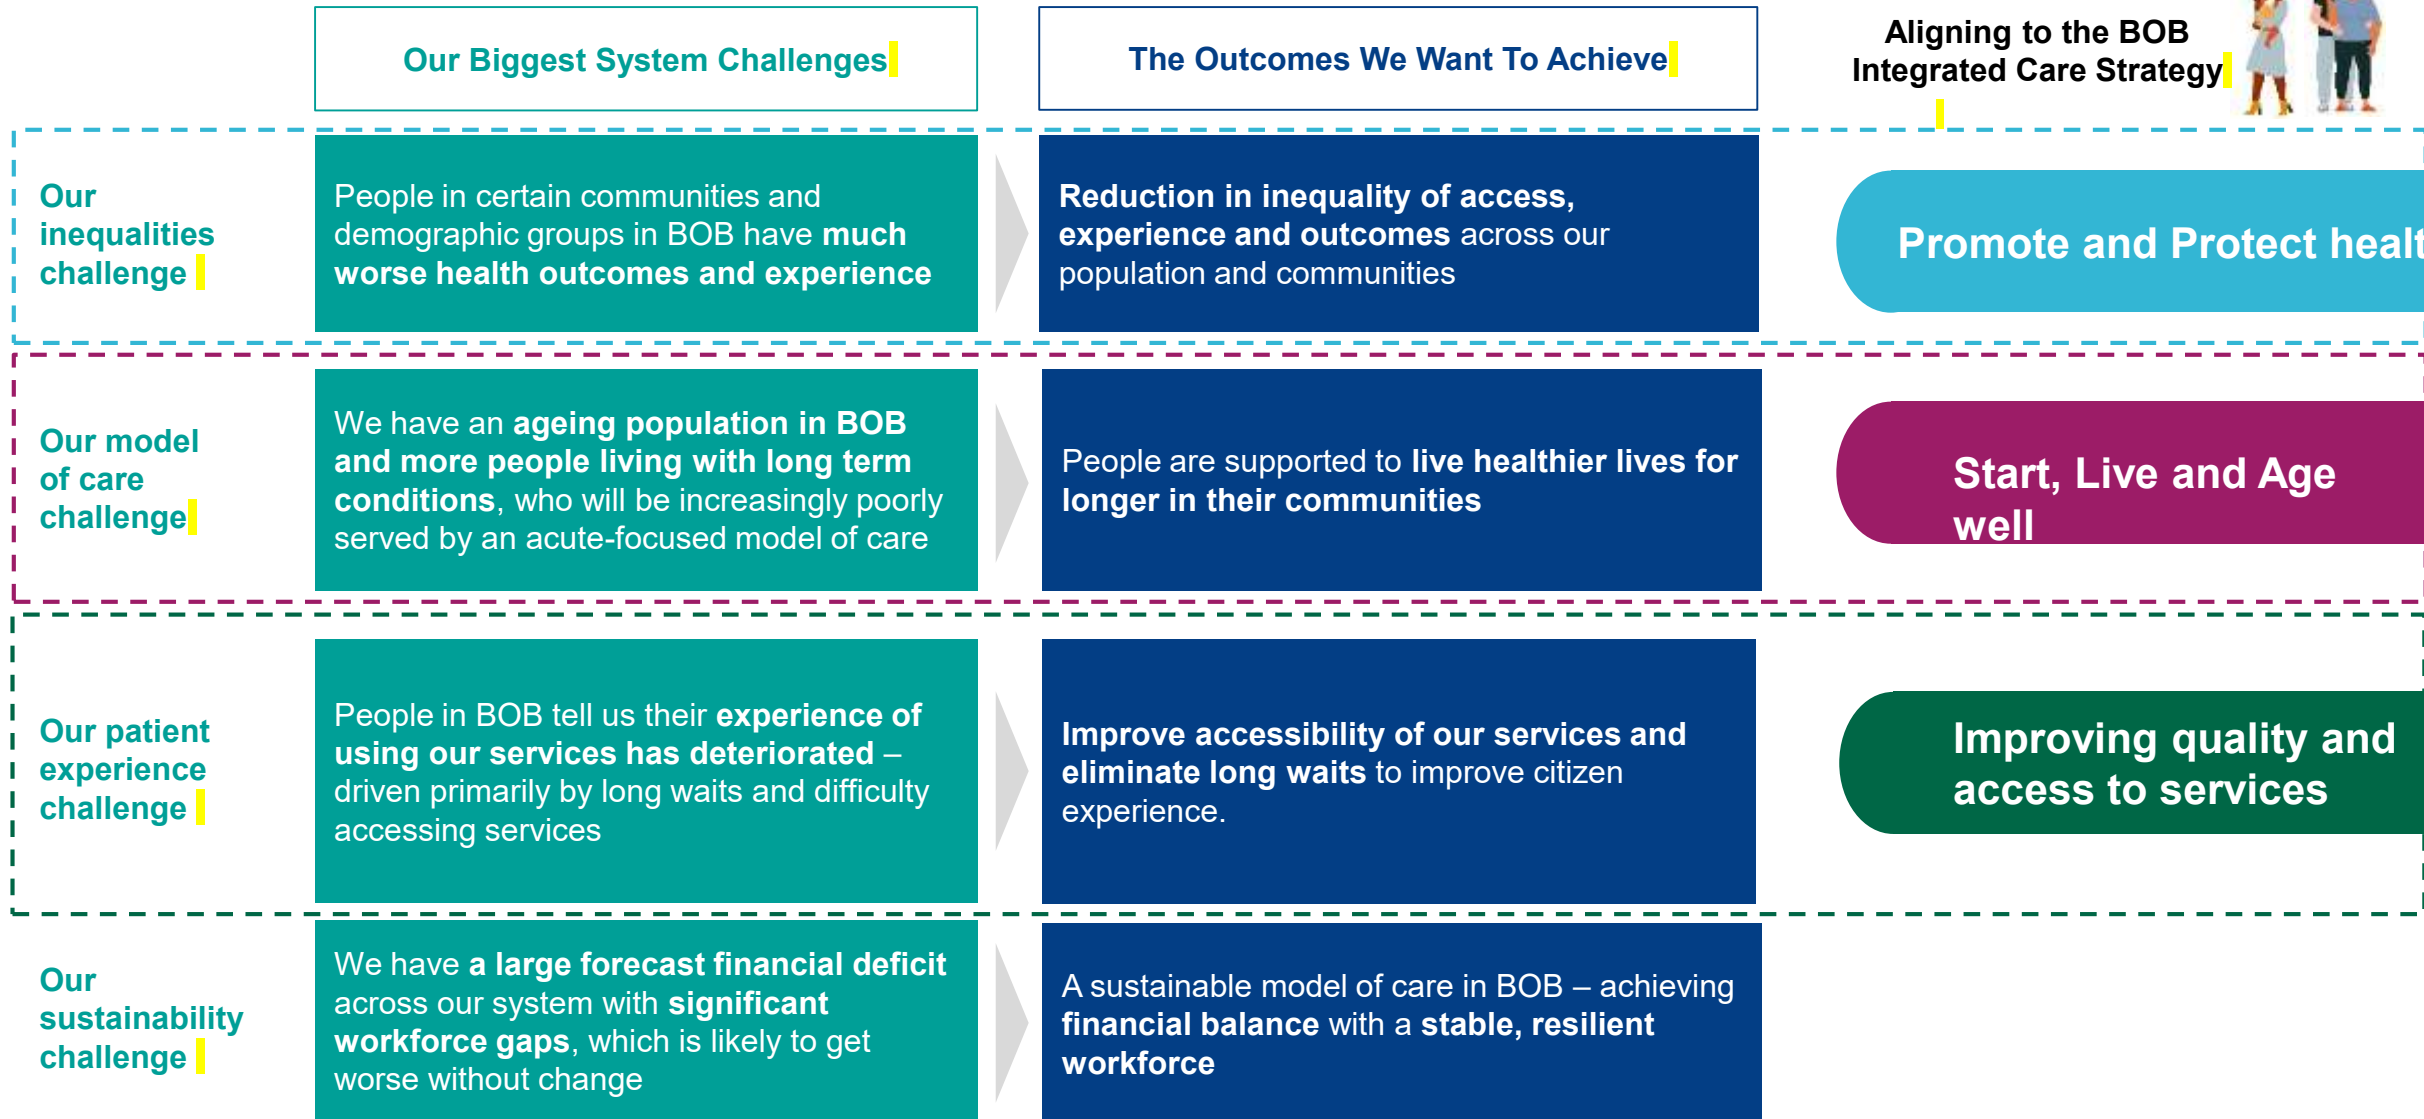 Our Biggest System Challenges
The Outcomes We Want To Achieve
Aligning to the BOB
Integrated Care Strategy
Our
inequalities
challenge
People in certain communities and
demographic groups in BOB have much
worse health outcomes and experience
Reduction in inequality of access,
experience and outcomes across our
population and communities
Promote and Protect healt
Our model
of care
challenge
We have an ageing population in BOB
and more people living with long term
conditions, who will be increasingly poorly
served by an acute-focused model of care
People are supported to live healthier lives for
longer in their communities
Start, Live and Age
well
Our patient
experience
challenge
People in BOB tell us their experience of
using our services has deteriorated –
driven primarily by long waits and difficulty
accessing services
Improve accessibility of our services and
eliminate long waits to improve citizen
experience.
Improving quality and
access to services
Our
sustainability
challenge
We have a large forecast financial deficit
across our system with significant
workforce gaps, which is likely to get
worse without change
A sustainable model of care in BOB – achieving
financial balance with a stable, resilient
workforce